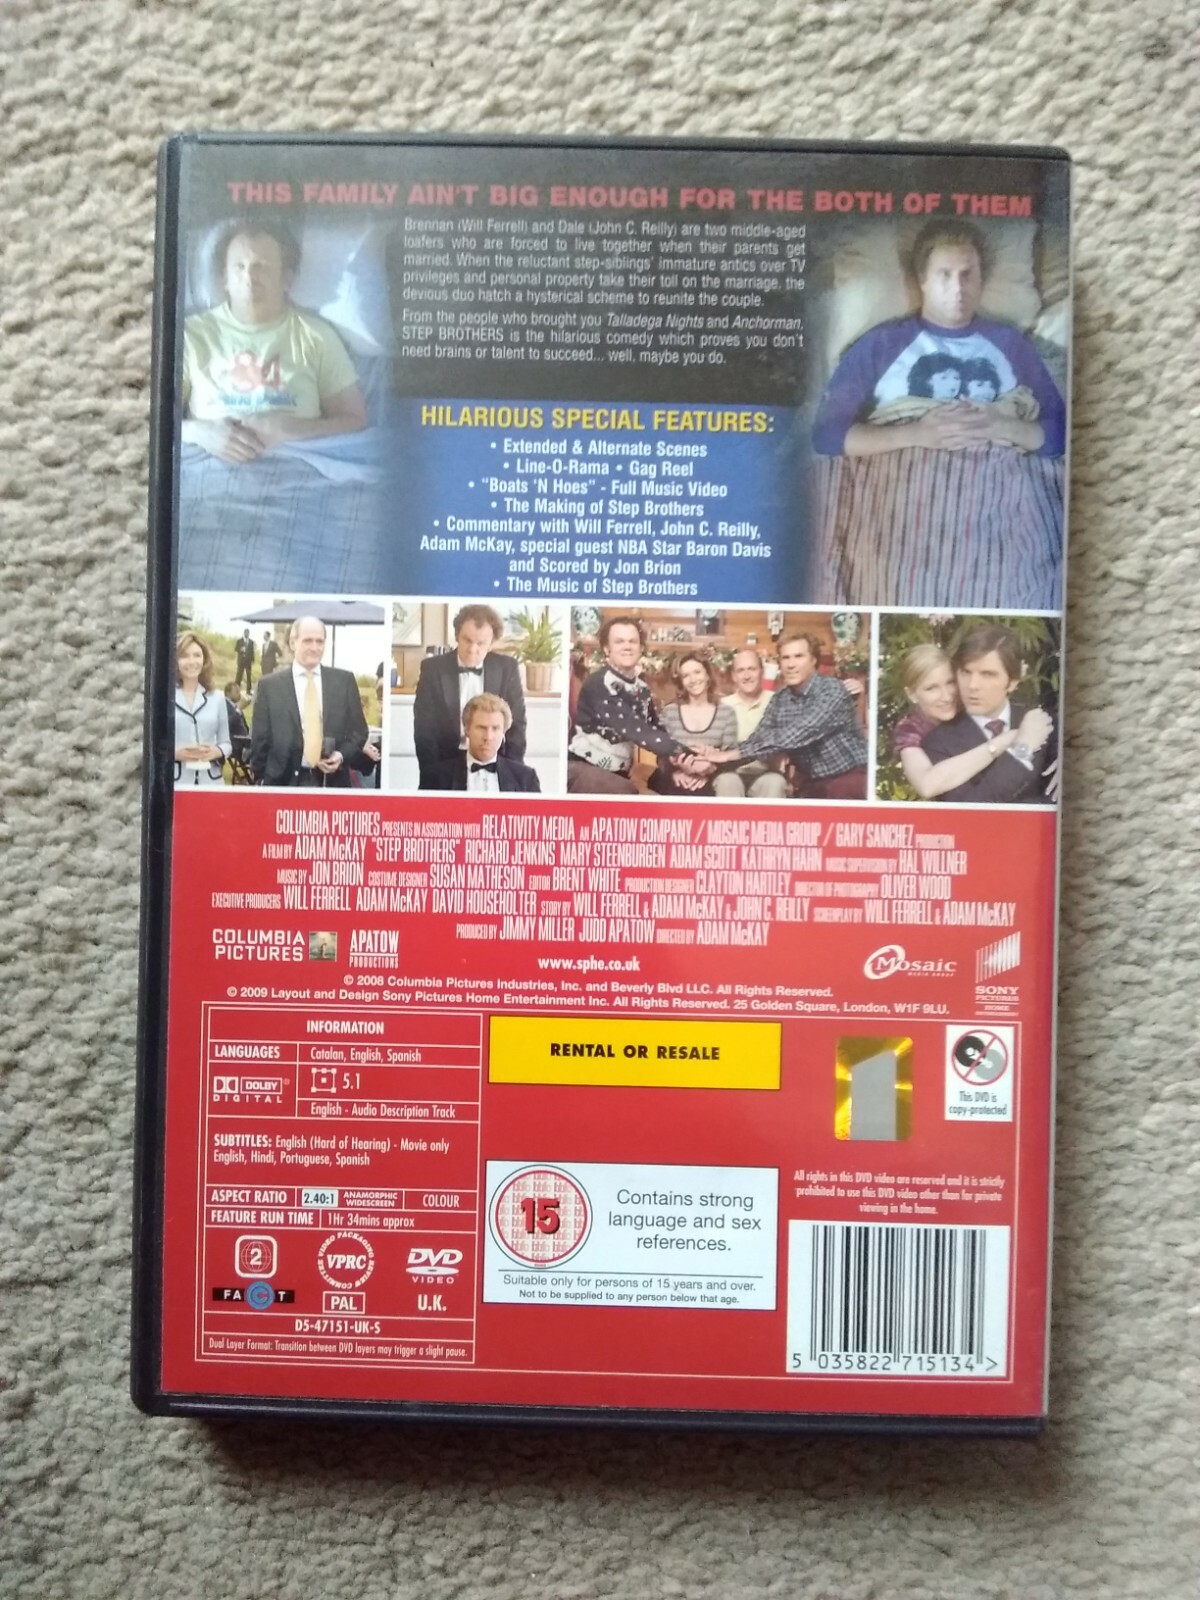 THIS FAMILY AIN'T BIG ENOUGH FOR THE BOTH OF THEM
Brennan (Will Ferrell) and Dale (John C. Reilly) are two middle-aged
loafers who are forced to live together when their parents get
married. When the reluctant step-siblings' immature antics over TV
privileges and personal property take their toll on the marriage, the
devious duo hatch a hysterical scheme to reunite the couple.
From the people who brought you Talladega Nights and Anchorman,
STEP BROTHERS is the hilarious comedy which proves you don't
need brains or talent to succeed... well, maybe you do.
84
HILARIOUS SPECIAL FEATURES:
• Extended & Alternate Scenes
• Line-O-Rama • Gag Reel
• "Boats 'N Hoes" - Full Music Video
• The Making of Step Brothers
• Commentary with Will Ferrell, John C. Reilly,
Adam McKay, special guest NBA Star Baron Davis
and Scored by Jon Brion
• The Music of Step Brothers
COLUMBIA PICTURES PRESENTS IN ASSOCIATION WITH RELATIVITY MEDIA AN APATOW COMPANY / MOSAIC MEDIA GROUP / GARY SANCHEZ PRODUCTION
A FILM BY ADAM McKAY "STEP BROTHERS" RICHARD JENKINS MARY STEENBURGEN ADAM SCOTT KATHRYN HAHN MUSIC SUPERVISION BY HAL WILLNER
MUSIC BY JON BRION COSTUME DESIGNER SUSAN MATHESON EDITOR BRENT WHITE PRODUCTION DESIGNER CLAYTON HARTLEY DIRECTOR OF PHOTOGRAPHY OLIVER WOOD
EXECUTIVE PRODUCERS WILL FERRELL ADAM McKAY DAVID HOUSEHOLTER STORY BY WILL FERRELL & ADAM McKAY & JOHN C. REILLY SCREENPLAY BY WILL FERRELL & ADAM McKAY
PRODUCED BY JIMMY MILLER JUDD APATOW DIRECTED BY ADAM McKAY
COLUMBIA
PICTURES
APATOW
PRODUCTIONS
www.sphe.co.uk
Mosaic
MEDIA GROUP
SONY
PICTURES
HOME
ENTERTAINMENT
© 2008 Columbia Pictures Industries, Inc. and Beverly Blvd LLC. All Rights Reserved.
© 2009 Layout and Design Sony Pictures Home Entertainment Inc. All Rights Reserved. 25 Golden Square, London, W1F 9LU.
INFORMATION
LANGUAGES Catalan, English, Spanish
DOLBY
DIGITAL
5.1
English - Audio Description Track
SUBTITLES: English (Hard of Hearing) - Movie only
English, Hindi, Portuguese, Spanish
ASPECT RATIO 2.40:1 ANAMORPHIC WIDESCREEN COLOUR
FEATURE RUN TIME 1Hr 34mins approx
2
VIDEO PACKAGING REVIEW COMMITTEE
VPRC
DVD
VIDEO
FACT
PAL
U.K.
D5-47151-UK-S
Dual Layer Format: Transition between DVD layers may trigger a slight pause.
RENTAL OR RESALE
1
This DVD is
copy-protected
15
Contains strong
language and sex
references.
Suitable only for persons of 15 years and over.
Not to be supplied to any person below that age.
All rights in this DVD video are reserved and it is strictly
prohibited to use this DVD video other than for private
viewing in the home.
5 035822 715134 >